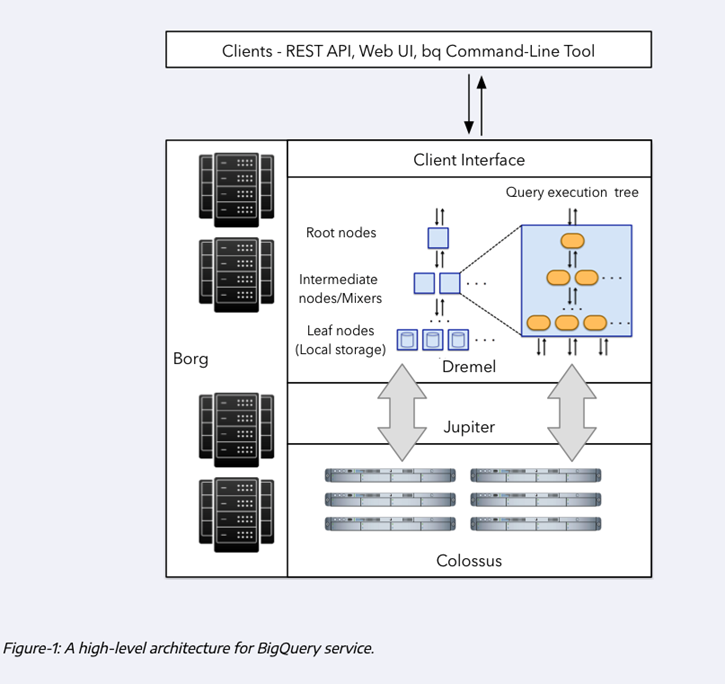 Clients - REST API, Web UI, bq Command-Line Tool
Client Interface
Query execution tree
Root nodes
Intermediate
nodes/Mixers
Leaf nodes
(Local storage)
Dremel
Borg
Jupiter
Colossus
Figure-1: A high-level architecture for BigQuery service.